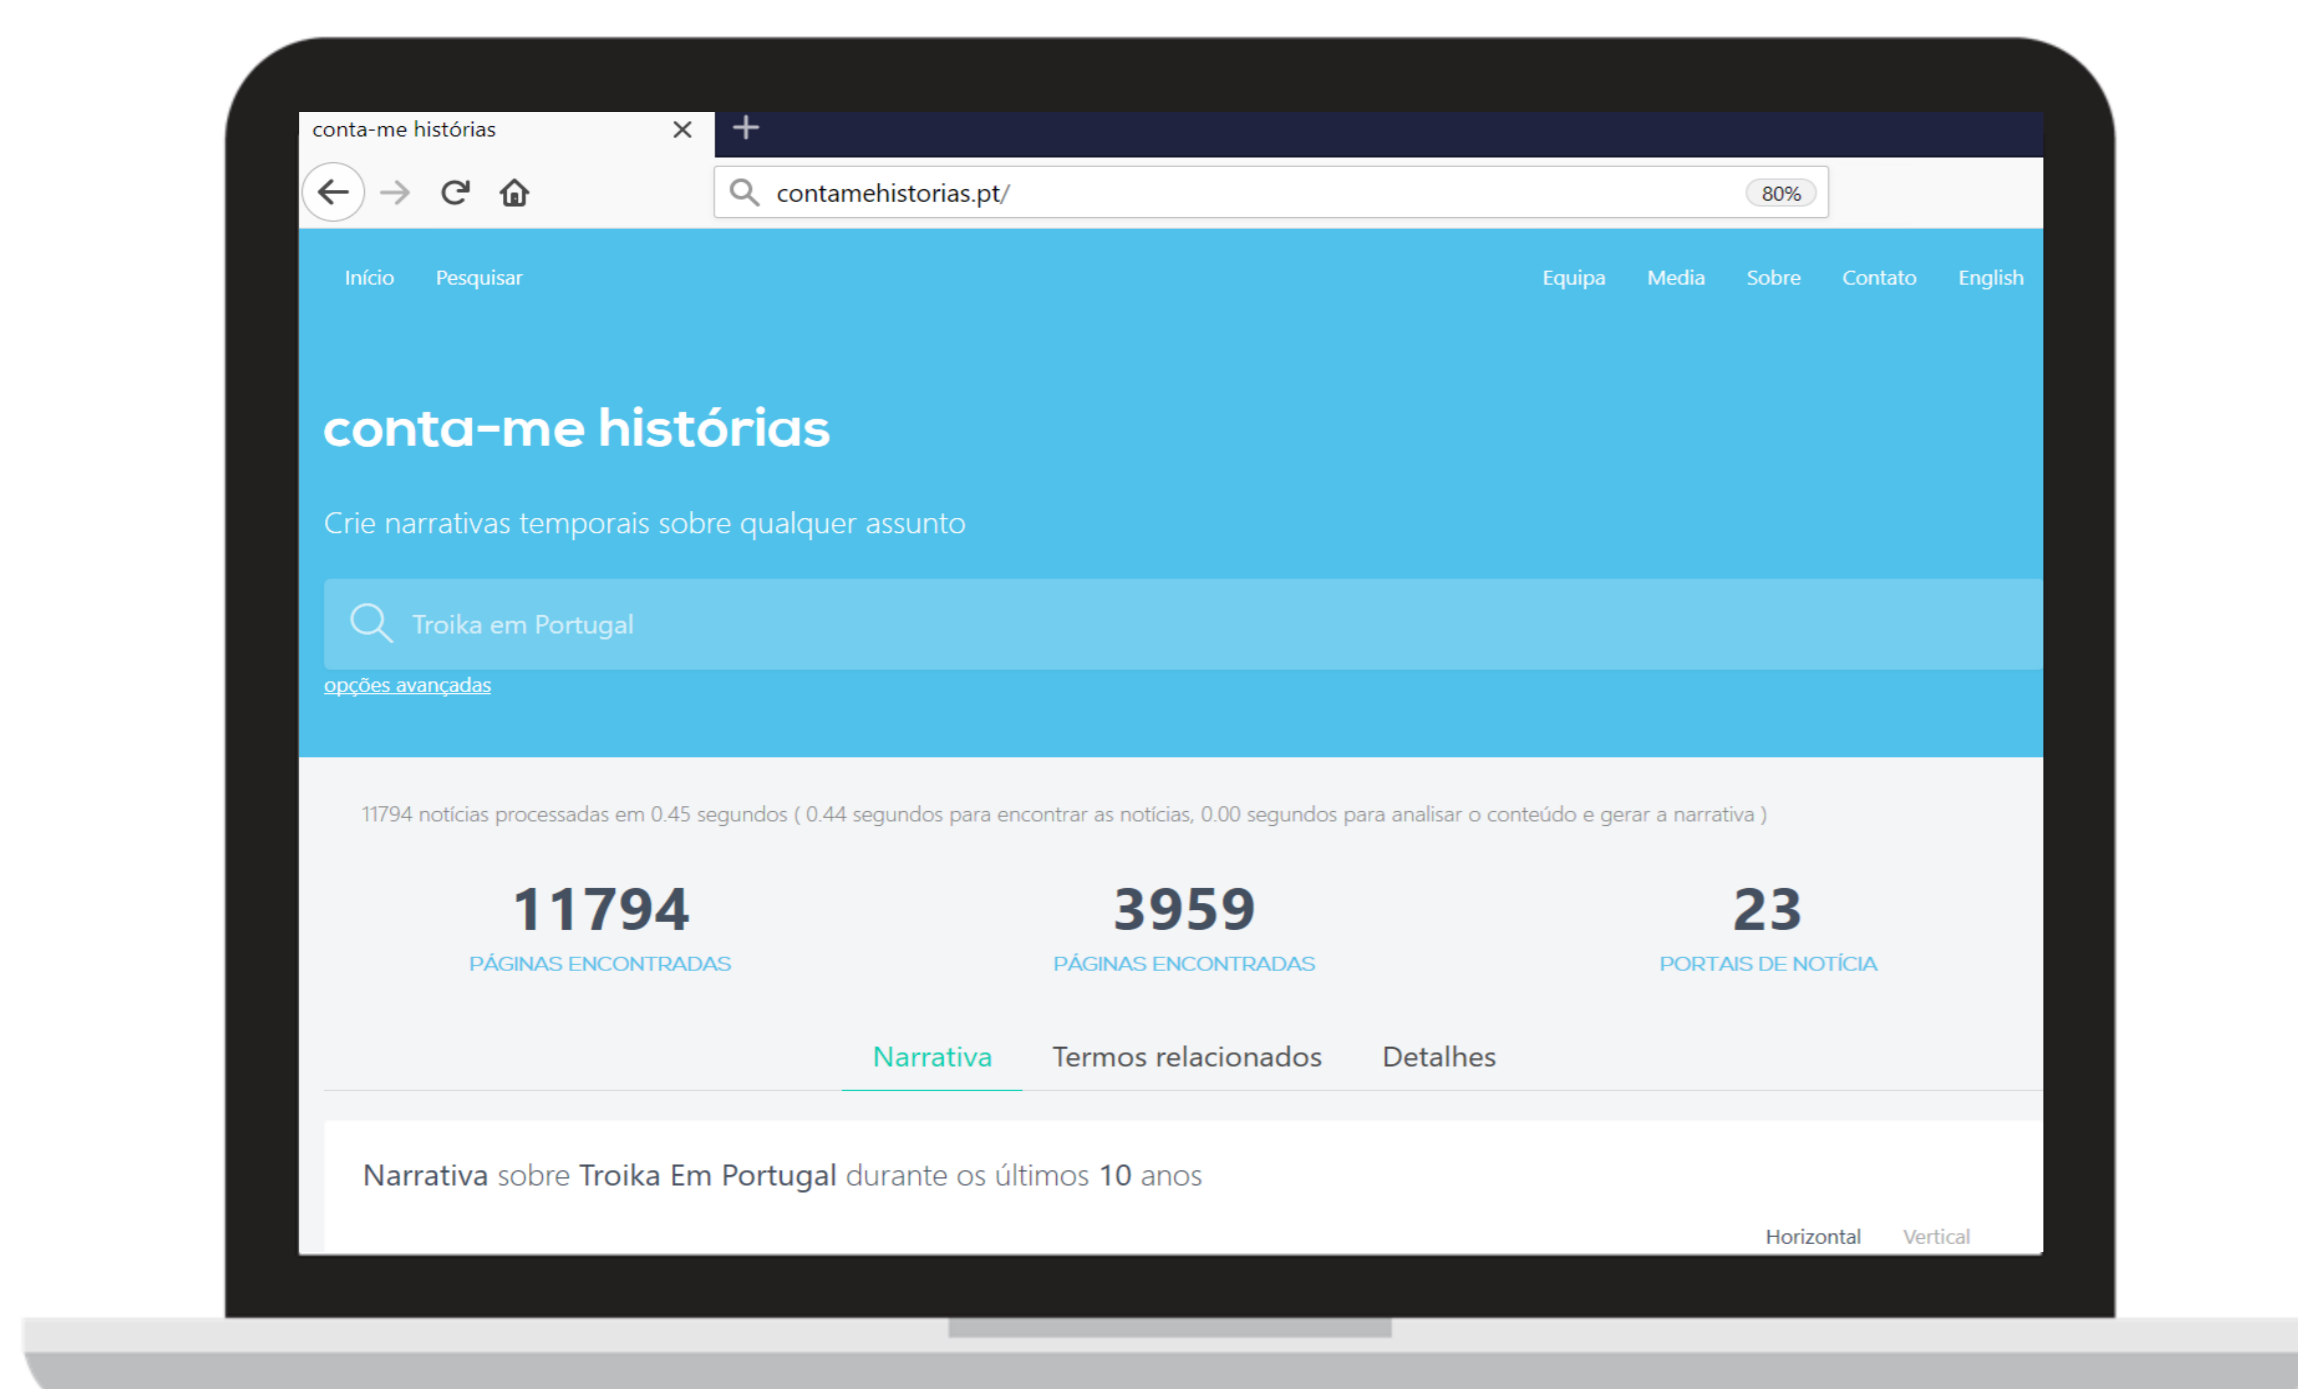 conta-me histórias
contamehistorias.pt/ 80%
Início Pesquisar Equipa Media Sobre Contato English
conta-me histórias
Crie narrativas temporais sobre qualquer assunto
Troika em Portugal
opções avançadas
11794 notícias processadas em 0.45 segundos ( 0.44 segundos para encontrar as notícias, 0.00 segundos para analisar o conteúdo e gerar a narrativa )
11794 3959 23
PÁGINAS ENCONTRADAS PÁGINAS ENCONTRADAS PORTAIS DE NOTÍCIA
Narrativa Termos relacionados Detalhes
Narrativa sobre Troika Em Portugal durante os últimos 10 anos
Horizontal Vertical